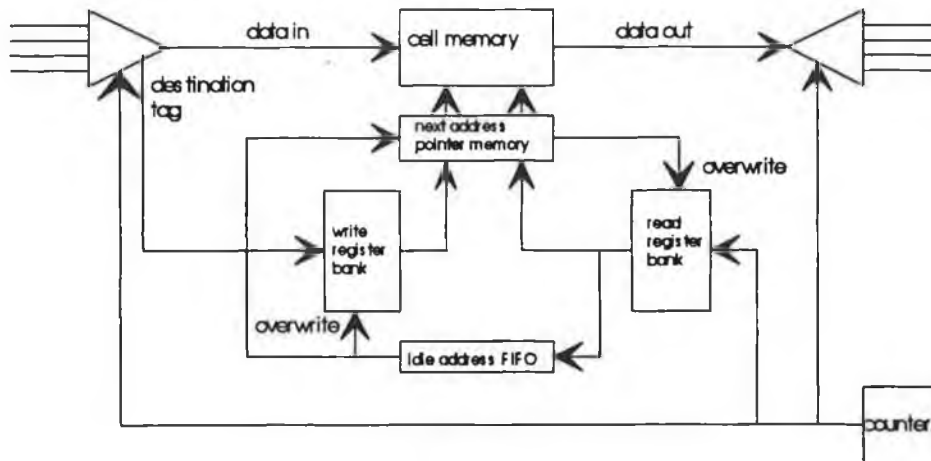 data in
cell memory
data out
destination
tag
next address
pointer memory
overwrite
write
register
bank
read
register
bank
overwrite
Idle address FIFO
counter